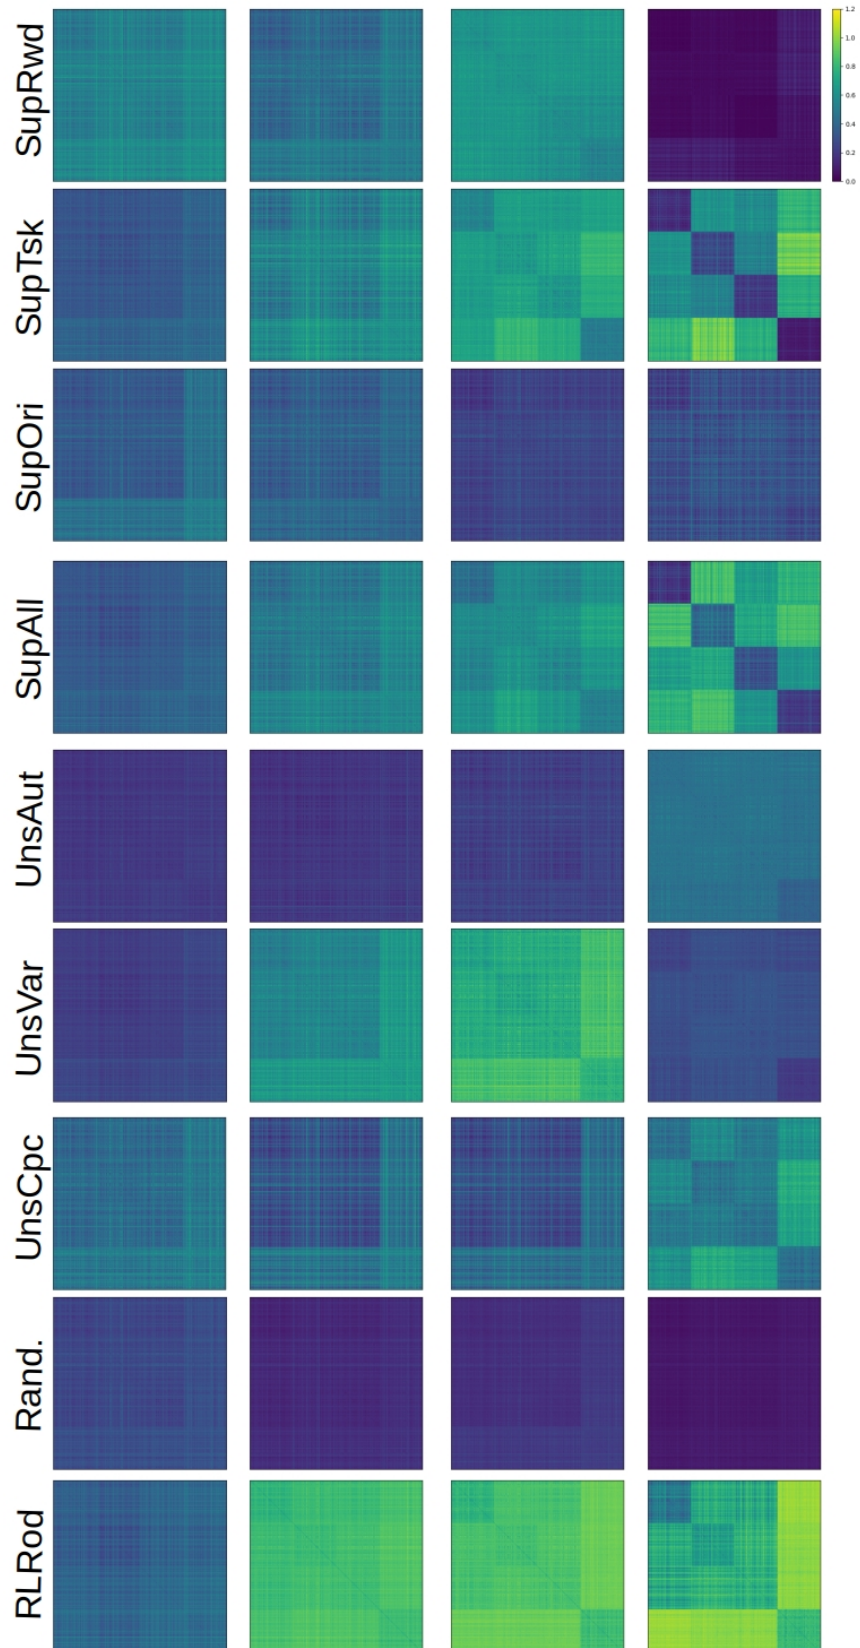 SupRwd
1.2
1.0
0.8
0.6
0.4
0.2
0.0
SupTsk
SupOri
SupAll
UnsAut
UnsVar
UnsCpc
Rand.
RLRod